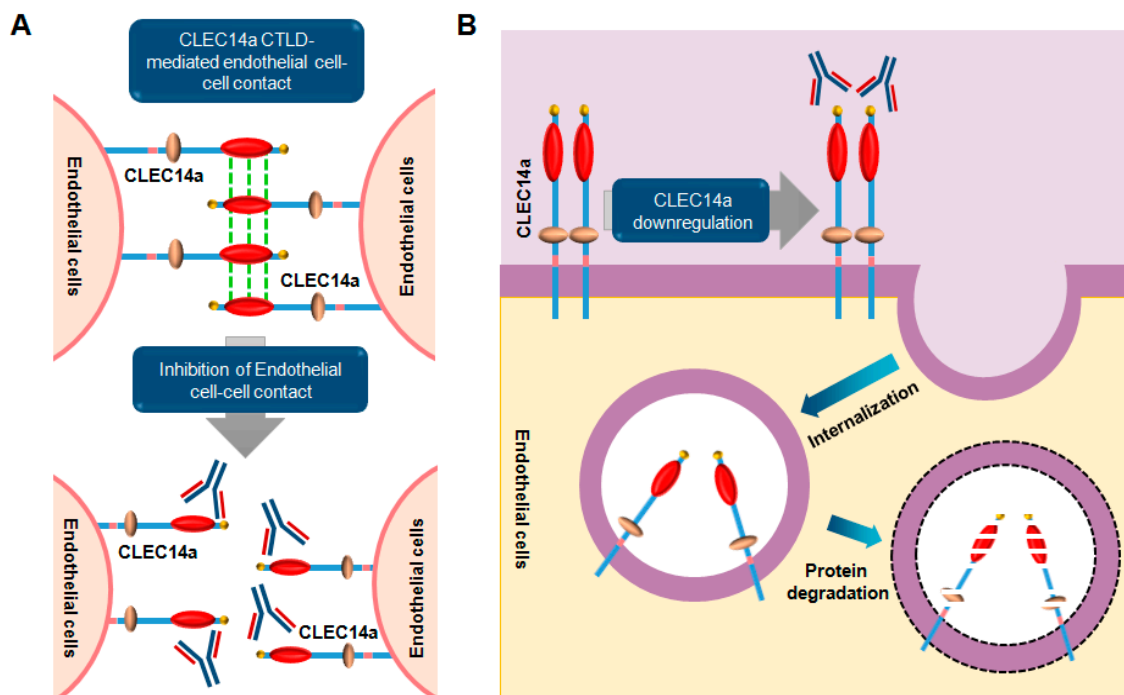 A
CLEC14a CTLD-
mediated endothelial cell-
cell contact
Endothelial cells
CLEC14a
CLEC14a
Endothelial cells
Inhibition of Endothelial
cell-cell contact
Endothelial cells
CLEC14a
CLEC14a
Endothelial cells
B
CLEC14a
CLEC14a
downregulation
Internalization
Endothelial cells
Protein
degradation